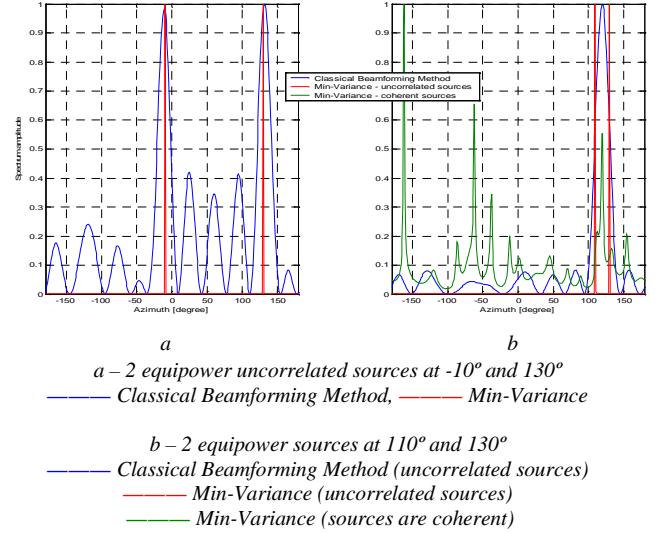 1
0.9
0.8
0.7
0.6
0.5
0.4
0.3
0.2
0.1
0
Spectrum amplitude
-150 -100 -50 0 50 100 150
Azimuth [degree]
1
0.9
0.8
0.7
0.6
0.5
0.4
0.3
0.2
0.1
0
Classical Beamforming Method
Min-Variance - uncorrelated sources
Min-Variance - coherent sources
-150 -100 -50 0 50 100 150
Azimuth [degree]
a b
a – 2 equipower uncorrelated sources at -10º and 130º
——— Classical Beamforming Method, ——— Min-Variance
b – 2 equipower sources at 110º and 130º
——— Classical Beamforming Method (uncorrelated sources)
——— Min-Variance (uncorrelated sources)
——— Min-Variance (sources are coherent)